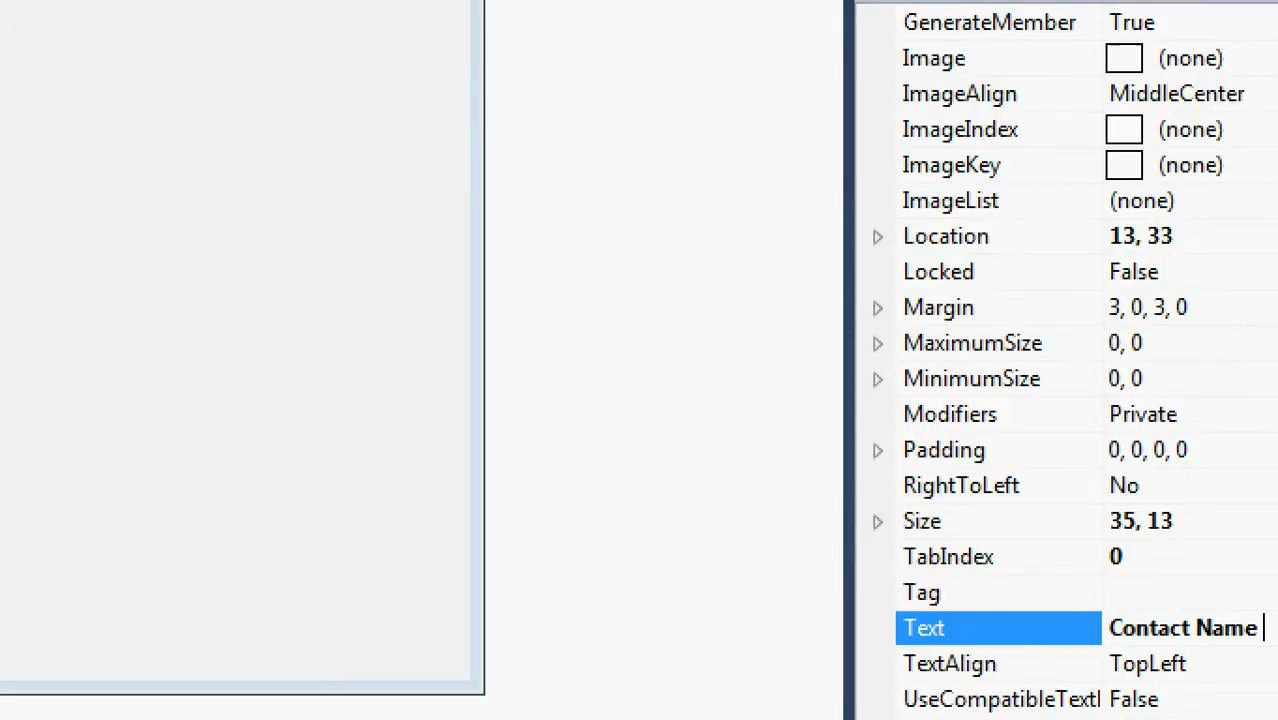 GenerateMember True
Image (none)
ImageAlign MiddleCenter
ImageIndex (none)
ImageKey (none)
ImageList (none)
Location 13, 33
Locked False
Margin 3, 0, 3, 0
MaximumSize 0, 0
MinimumSize 0, 0
Modifiers Private
Padding 0, 0, 0, 0
RightToLeft No
Size 35, 13
TabIndex 0
Tag
Text Contact Name
TextAlign TopLeft
UseCompatibleText False